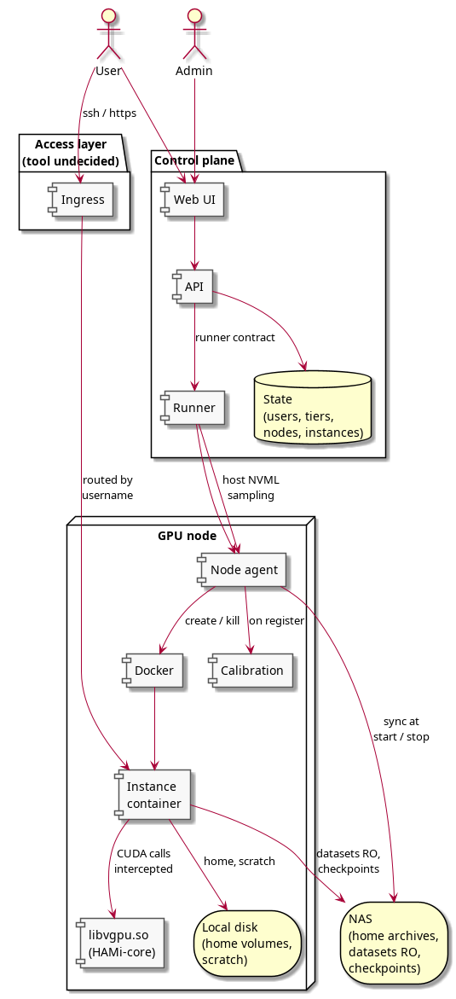 User
Admin
ssh / https
Access layer
(tool undecided)
Control plane
Ingress
Web UI
API
runner contract
Runner
State
(users, tiers,
nodes, instances)
routed by
username
host NVML
sampling
GPU node
Node agent
create / kill
on register
Docker
Calibration
sync at
start / stop
Instance
container
CUDA calls
intercepted
home, scratch
datasets RO,
checkpoints
libvgpu.so
(HAMi-core)
Local disk
(home volumes,
scratch)
NAS
(home archives,
datasets RO,
checkpoints)